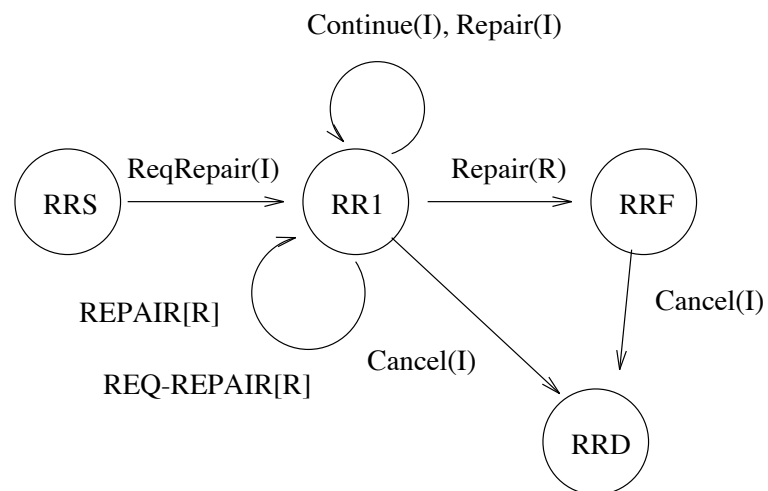 Continue(I), Repair(I)
ReqRepair(I)
Repair(R)
RRS
RR1
RRF
REPAIR[R]
Cancel(I)
REQ-REPAIR[R]
Cancel(I)
RRD